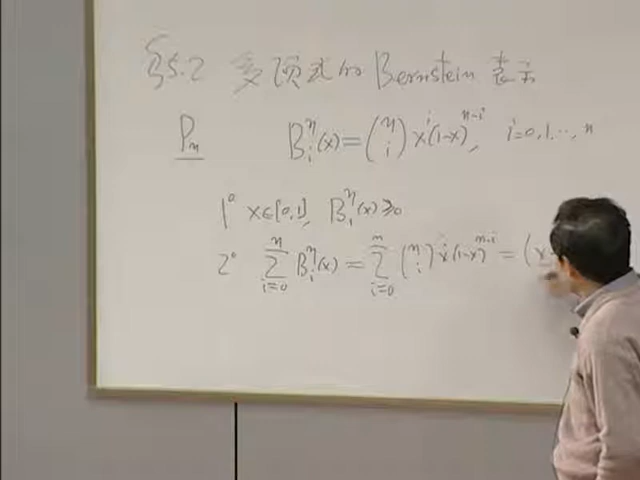 §5.2 多项式的 Bernstein 表示
Pₙ Bᵢⁿ(x) = (n i) xⁱ(1-x)ⁿ⁻ⁱ, i=0,1,⋯,n
1° x∈[0,1], Bᵢⁿ(x) ≥0
2° ∑ᵢ₌₀ⁿ Bᵢⁿ(x) = ∑ᵢ₌₀ⁿ (n i) xⁱ(1-x)ⁿ⁻ⁱ = (x